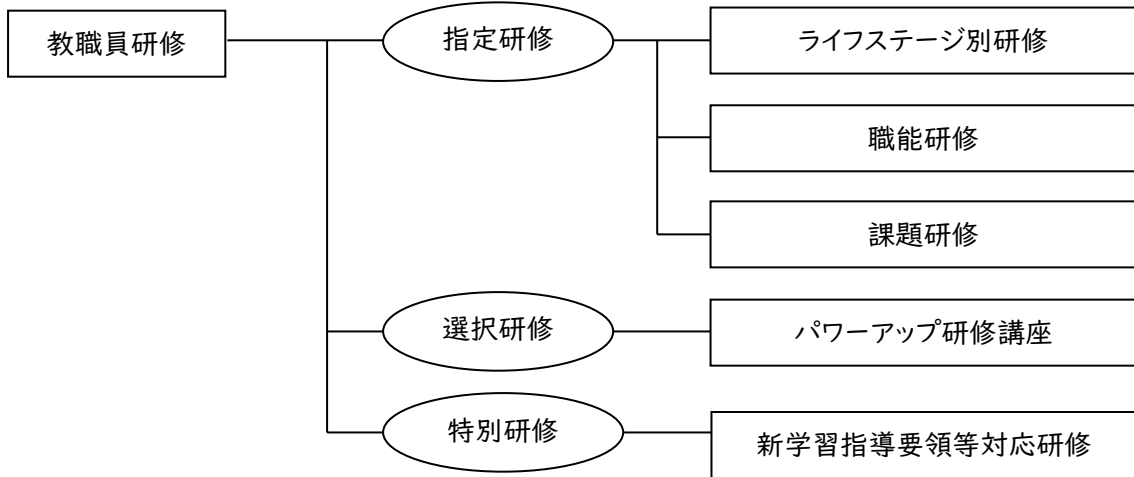 教職員研修
指定研修
ライフステージ別研修
職能研修
課題研修
選択研修
パワーアップ研修講座
特別研修
新学習指導要領等対応研修